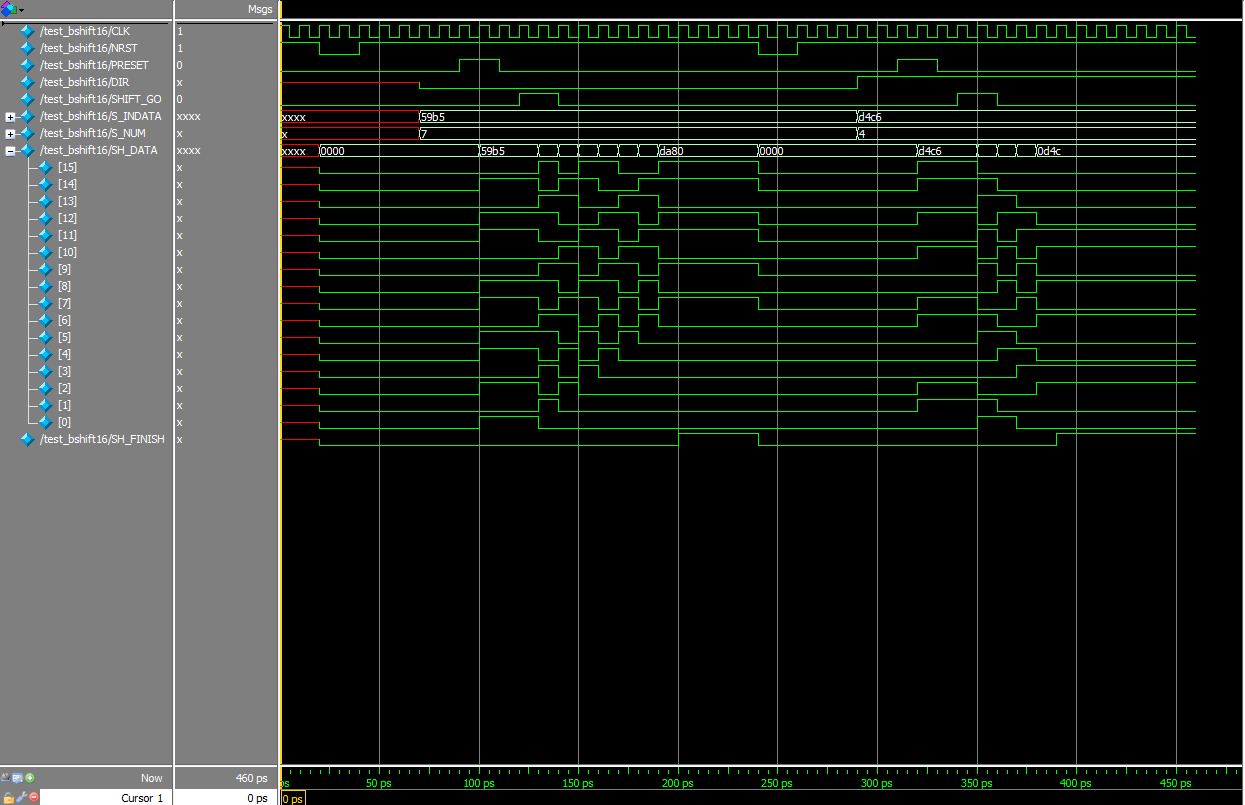 Msgs
/test_bshift16/CLK 1
/test_bshift16/NRST 1
/test_bshift16/PRESET 0
/test_bshift16/DIR x
/test_bshift16/SHIFT_GO 0
/test_bshift16/S_INDATA xxxx xxxx 59b5 d4c6
/test_bshift16/S_NUM x x 7 4
/test_bshift16/SH_DATA xxxx xxxx 0000 59b5 da80 0000 d4c6 0d4c
[15] x
[14] x
[13] x
[12] x
[11] x
[10] x
[9] x
[8] x
[7] x
[6] x
[5] x
[4] x
[3] x
[2] x
[1] x
[0] x
/test_bshift16/SH_FINISH x
Now 460 ps ps 50 ps 100 ps 150 ps 200 ps 250 ps 300 ps 350 ps 400 ps 450 ps
Cursor 1 0 ps 0 ps